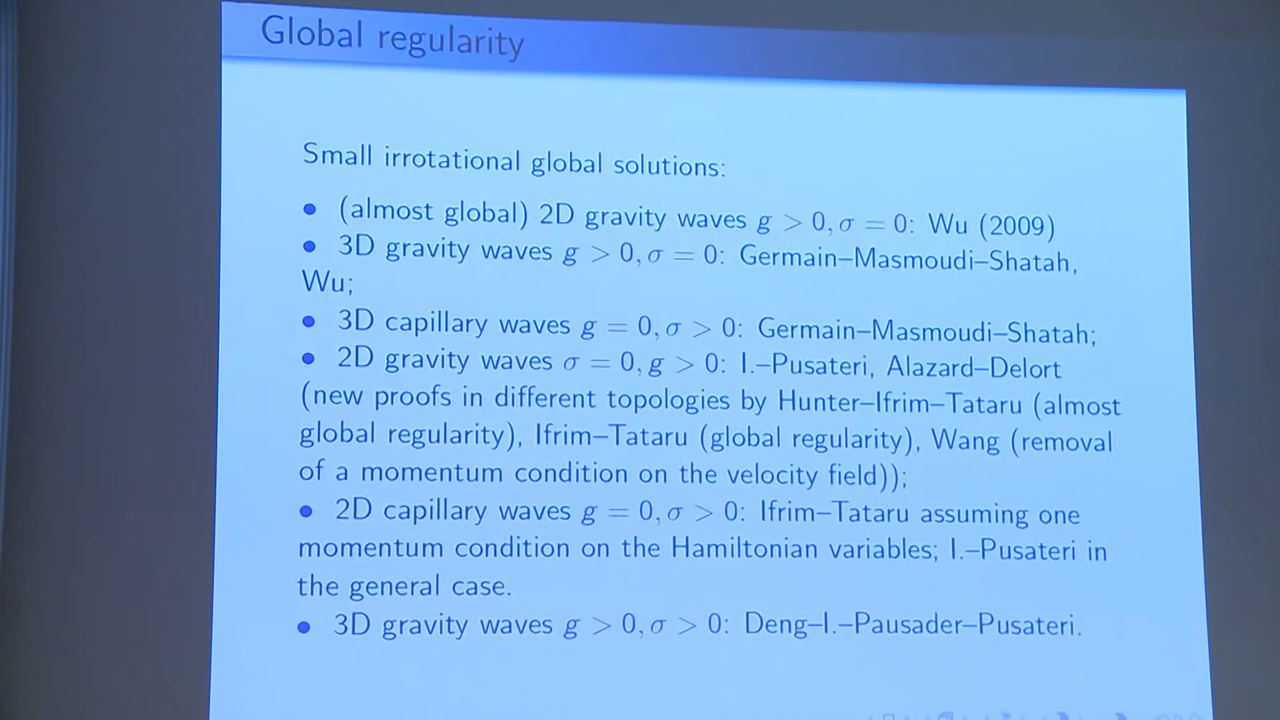 Global regularity
Small irrotational global solutions:
• (almost global) 2D gravity waves g > 0, σ = 0: Wu (2009)
• 3D gravity waves g > 0, σ = 0: Germain–Masmoudi–Shatah,
Wu;
• 3D capillary waves g = 0, σ > 0: Germain–Masmoudi–Shatah;
• 2D gravity waves σ = 0, g > 0: I.–Pusateri, Alazard–Delort
(new proofs in different topologies by Hunter–Ifrim–Tataru (almost
global regularity), Ifrim–Tataru (global regularity), Wang (removal
of a momentum condition on the velocity field));
• 2D capillary waves g = 0, σ > 0: Ifrim–Tataru assuming one
momentum condition on the Hamiltonian variables; I.–Pusateri in
the general case.
• 3D gravity waves g > 0, σ > 0: Deng–I.–Pausader–Pusateri.